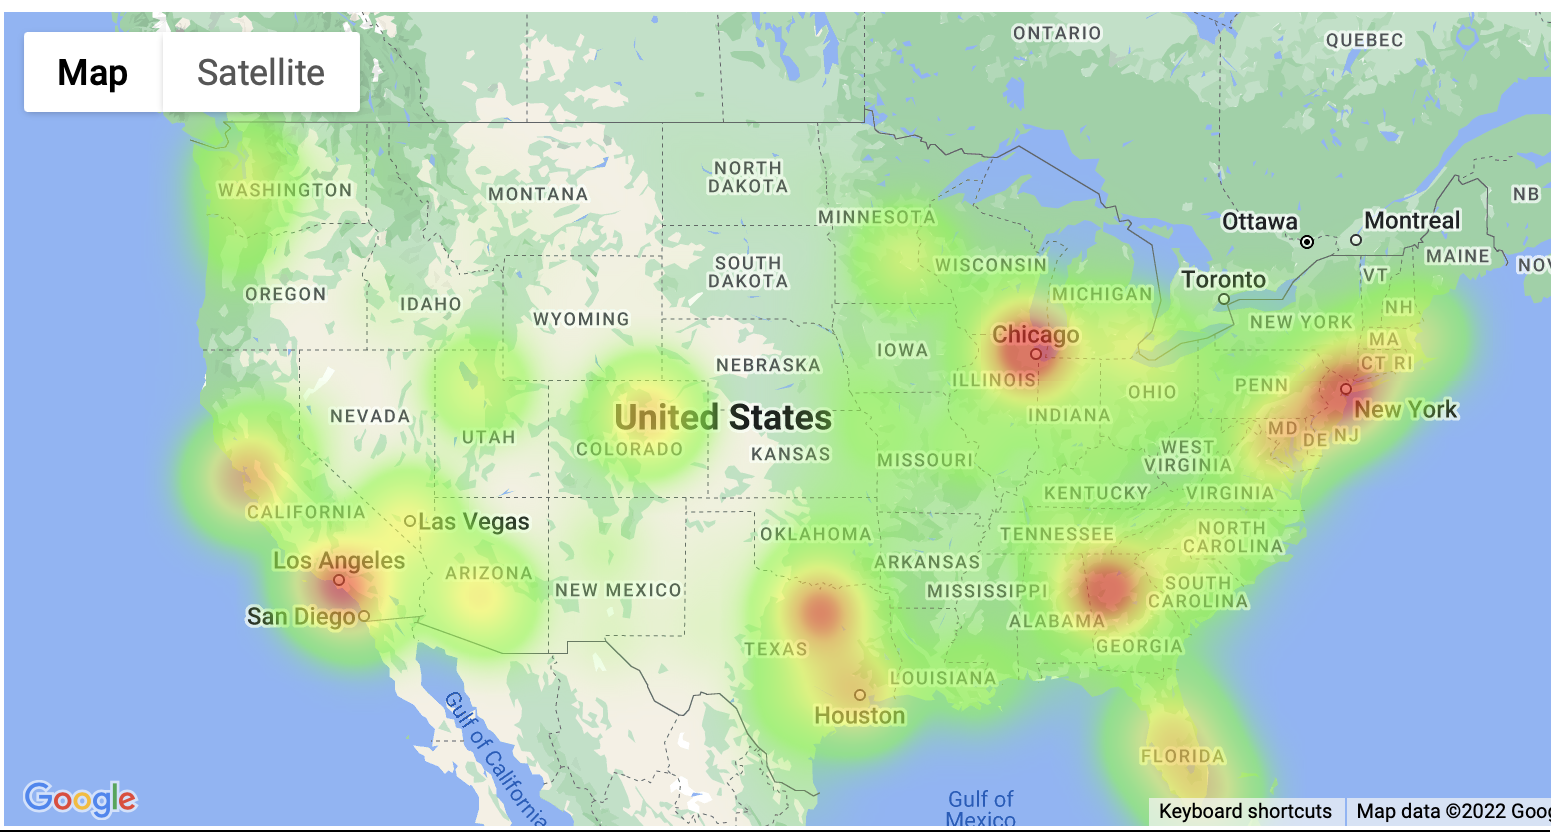 Map
Satellite
ONTARIO
QUEBEC
NORTH
DAKOTA
WASHINGTON
MONTANA
NB
MINNESOTA
Ottawa
Montreal
MAINE
WISCONSIN
VT
NOV
SOUTH
DAKOTA
Toronto
OREGON
IDAHO
MICHIGAN
NH
WYOMING
NEW YORK
Chicago
MA
IOWA
CT RI
NEBRASKA
ILLINOIS
OHIO
PENN
United States
New York
NEVADA
INDIANA
MD
DE
NJ
UTAH
COLORADO
KANSAS
MISSOURI
WEST
VIRGINIA
KENTUCKY
VIRGINIA
CALIFORNIA
Las Vegas
OKLAHOMA
TENNESSEE
NORTH
CAROLINA
Los Angeles
ARIZONA
ARKANSAS
NEW MEXICO
MISSISSIPPI
SOUTH
CAROLINA
San Diego
ALABAMA
TEXAS
GEORGIA
LOUISIANA
Houston
Gulf of California
FLORIDA
Google
Gulf of
Mexico
Keyboard shortcuts
Map data ©2022 Goog